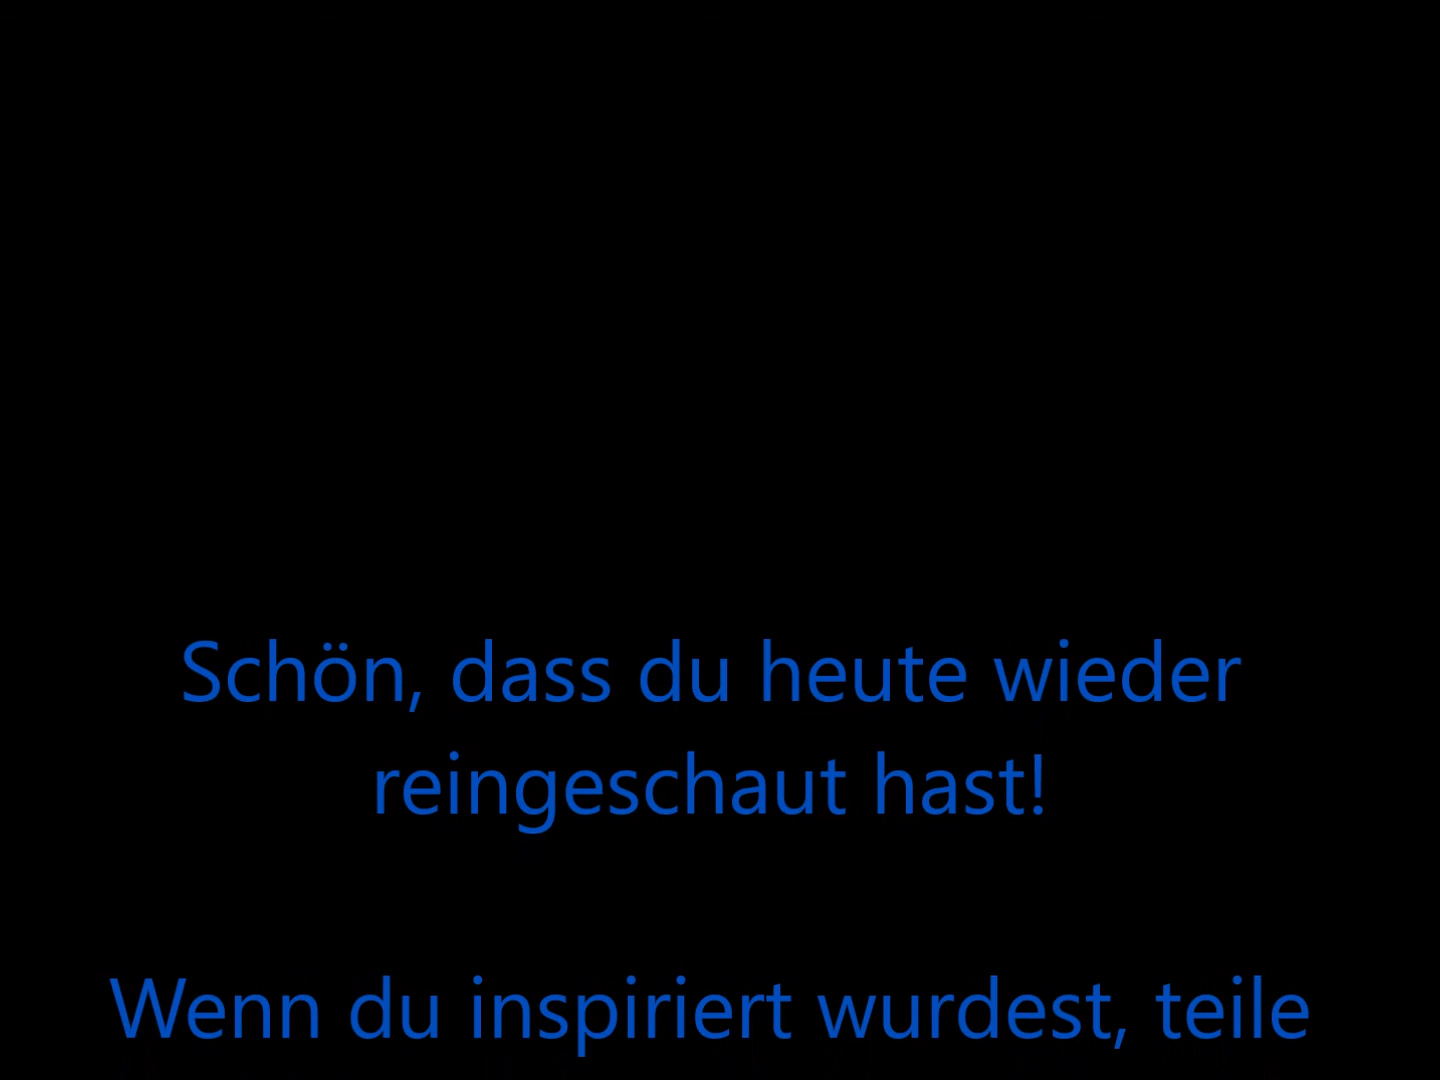 Schön, dass du heute wieder
reingeschaut hast!
Wenn du inspiriert wurdest, teile